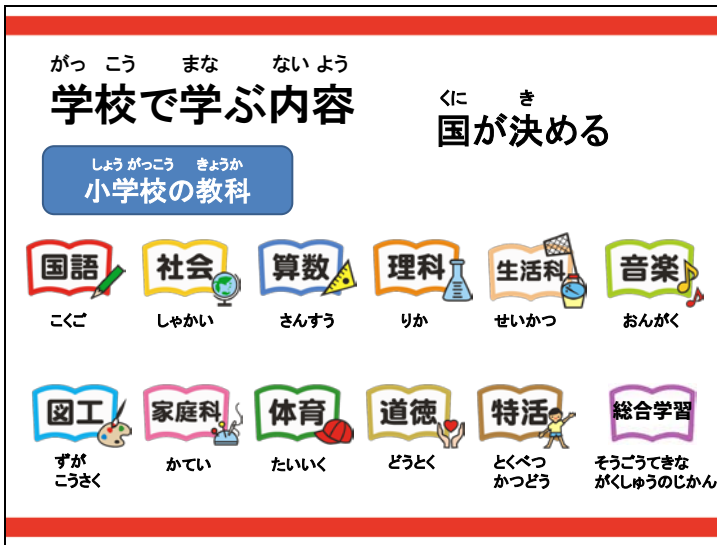 がっこう まな ないよう
学校で学ぶ内容
くに き
国が決める
しょうがっこう きょうか
小学校の教科
国語
社会
算数
理科
生活科
音楽
こくご
しゃかい
さんすう
りか
せいかつ
おんがく
図工
家庭科
体育
道徳
特活
総合学習
ずが
こうさく
かてい
たいいく
どうとく
とくべつ
かつどう
そうごうてきな
がくしゅうのじかん